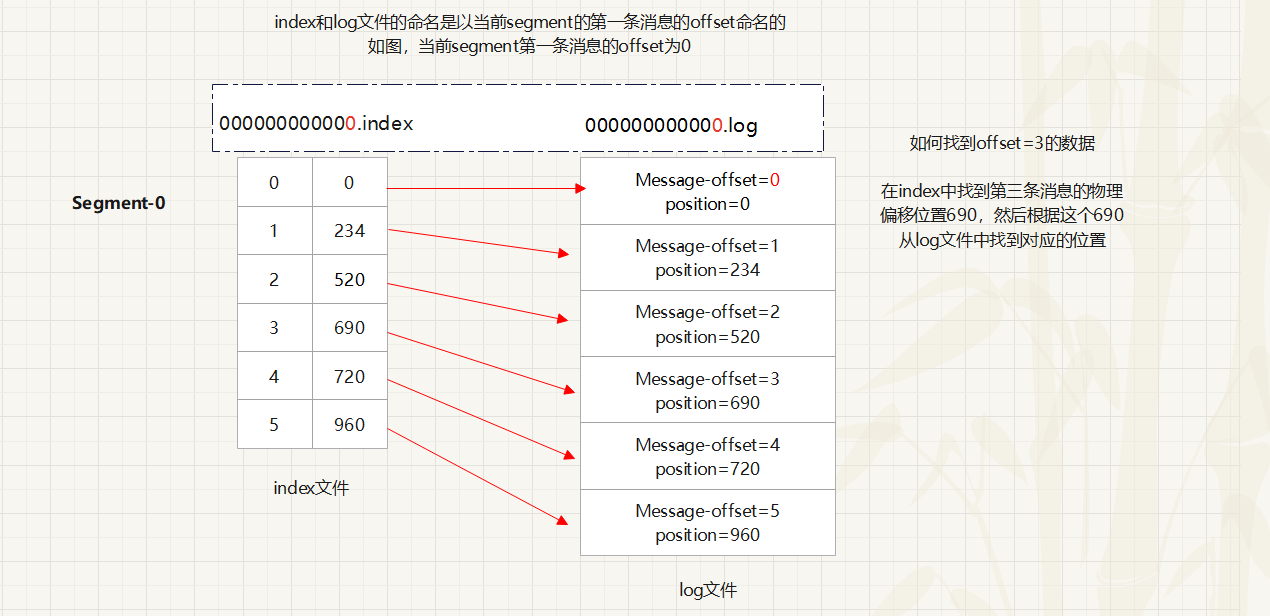 index和log文件的命名是以当前segment的第一条消息的offset命名的
如图，当前segment第一条消息的offset为0
000000000000.index
000000000000.log
Segment-0
0 0
1 234
2 520
3 690
4 720
5 960
index文件
Message-offset=0
position=0
Message-offset=1
position=234
Message-offset=2
position=520
Message-offset=3
position=690
Message-offset=4
position=720
Message-offset=5
position=960
log文件
如何找到offset=3的数据
在index中找到第三条消息的物理
偏移位置690，然后根据这个690
从log文件中找到对应的位置